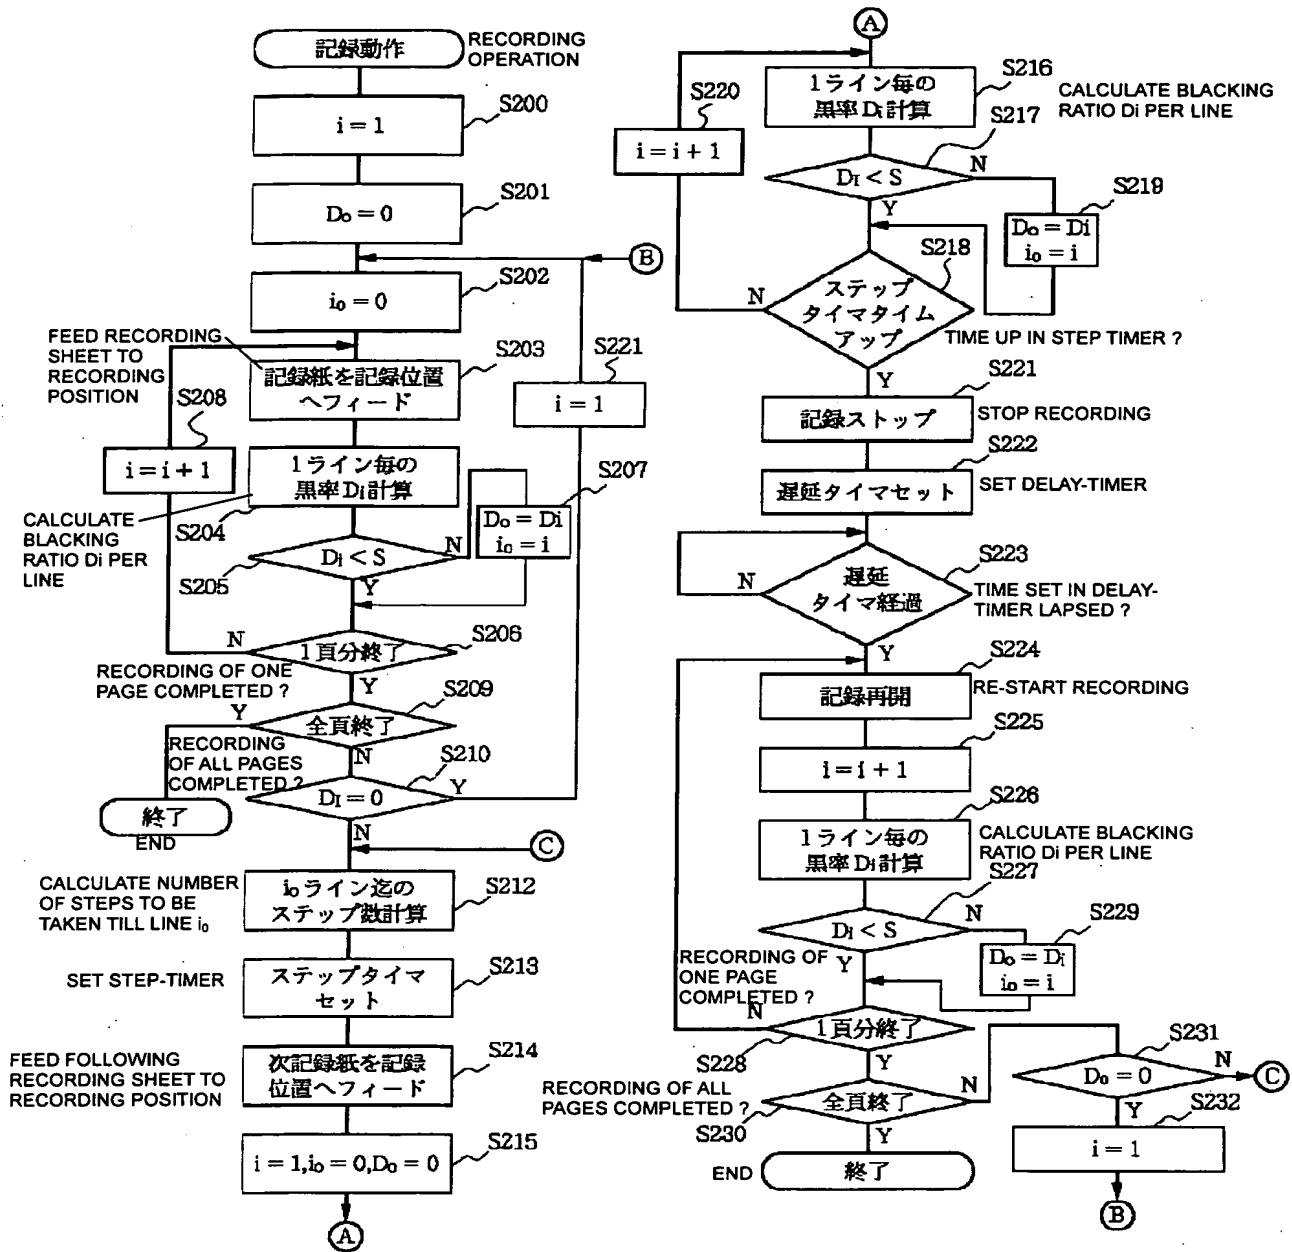 記録動作
RECORDING
OPERATION
S200
i = 1
S201
D₀ = 0
B
S202
i₀ = 0
FEED RECORDING
SHEET TO
RECORDING
POSITION
S203
記録紙を記録位置
へフィード
S221
i = 1
S208
i = i + 1
1ライン毎の
黒率Di計算
S204
CALCULATE
BLACKING
RATIO Di PER
LINE
S207
D₀ = Di
i₀ = i
Di < S
N
S205
Y
S206
1頁分終了
N
RECORDING OF ONE
PAGE COMPLETED ?
Y
S209
全頁終了
Y
RECORDING
OF ALL PAGES
COMPLETED ?
N
S210
DI = 0
Y
終了
END
N
C
CALCULATE NUMBER
OF STEPS TO BE
TAKEN TILL LINE i₀
i₀ライン迄の
ステップ数計算
S212
SET STEP-TIMER
ステップタイマ
セット
S213
FEED FOLLOWING
RECORDING SHEET TO
RECORDING POSITION
次記録紙を記録
位置へフィード
S214
S215
i = 1,i₀ = 0,D₀ = 0
A
A
S216
1ライン毎の
黒率Di計算
CALCULATE BLACKING
RATIO Di PER LINE
S220
i = i + 1
S217
DI < S
N
Y
S219
D₀ = Di
i₀ = i
S218
ステップ
タイマタイム
アップ
N
TIME UP IN STEP TIMER ?
Y
S221
記録ストップ
STOP RECORDING
S222
遅延タイマセット
SET DELAY-TIMER
S223
遅延
タイマ経過
N
TIME SET IN DELAY-
TIMER LAPSED ?
Y
S224
記録再開
RE-START RECORDING
S225
i = i + 1
S226
1ライン毎の
黒率Di計算
CALCULATE BLACKING
RATIO Di PER LINE
S227
Di < S
N
Y
S229
D₀ = Di
i₀ = i
RECORDING OF
ONE PAGE
COMPLETED ?
N
1頁分終了
S228
Y
S231
D₀ = 0
N
C
RECORDING OF ALL
PAGES COMPLETED ?
全頁終了
N
S230
Y
Y
S232
i = 1
END
終了
B